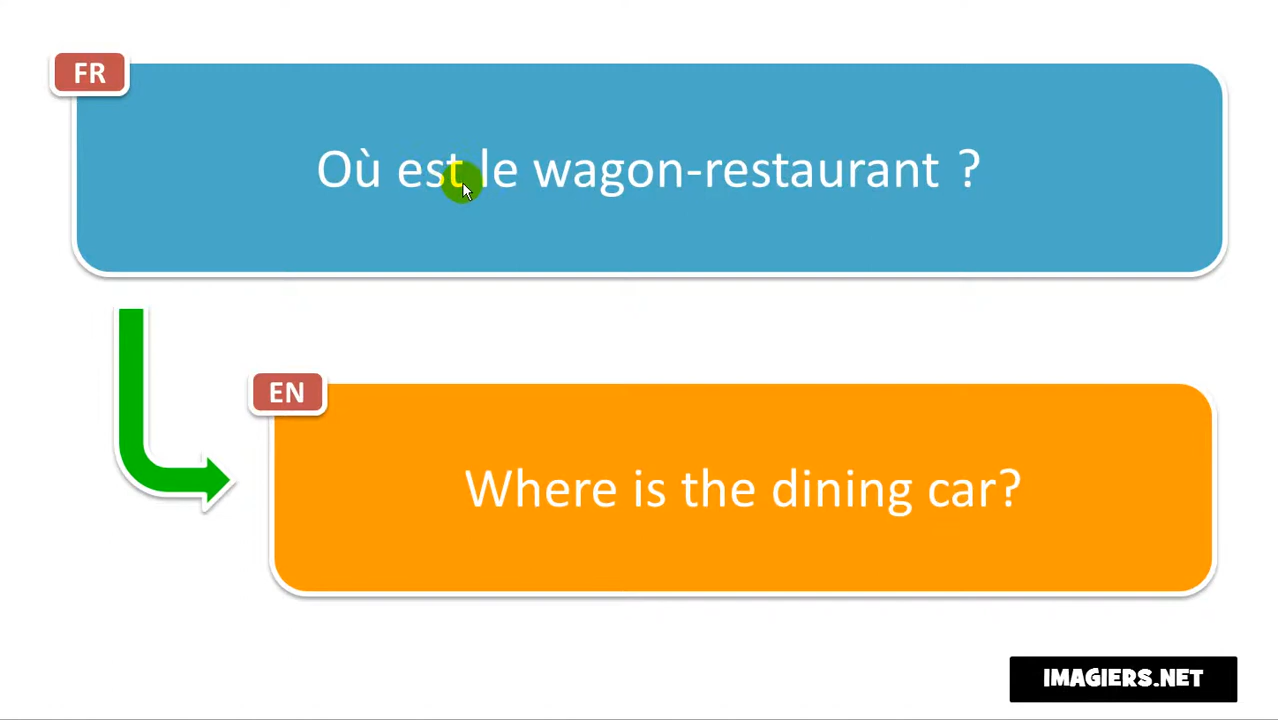 FR
Où est le wagon-restaurant ?
EN
Where is the dining car?
IMAGIERS.NET